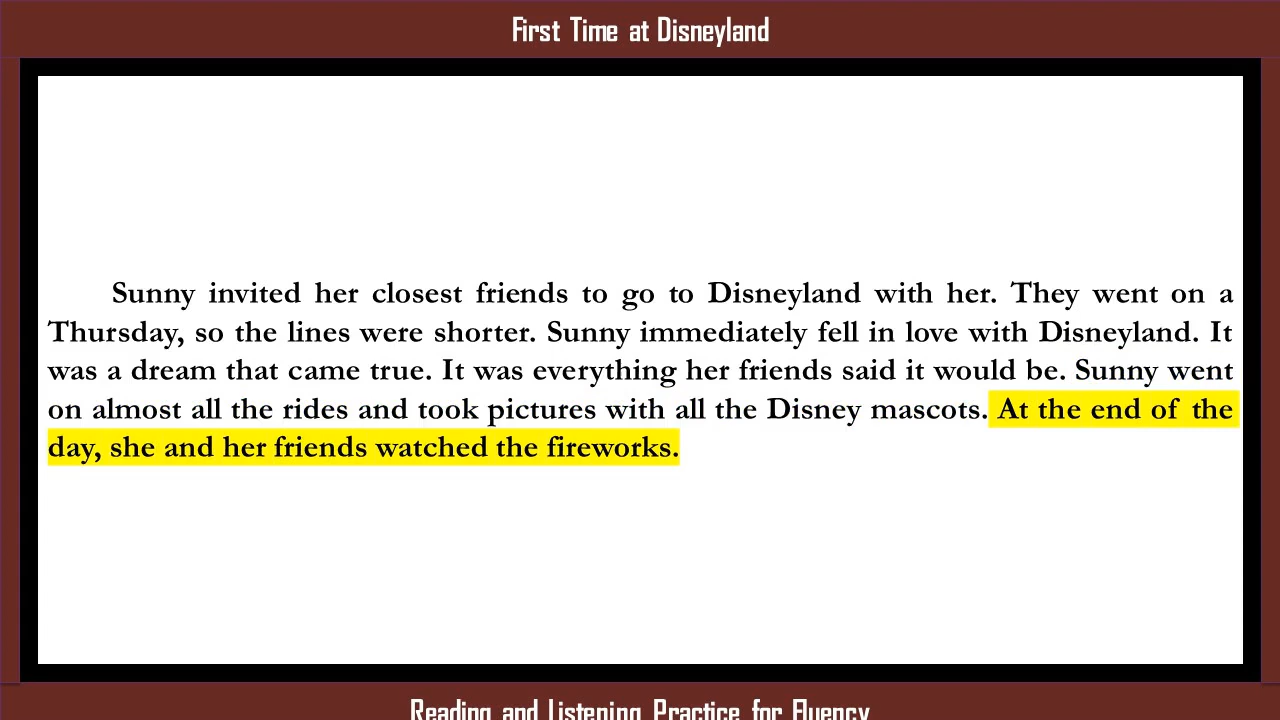 First Time at Disneyland
Sunny invited her closest friends to go to Disneyland with her. They went on a
Thursday, so the lines were shorter. Sunny immediately fell in love with Disneyland. It
was a dream that came true. It was everything her friends said it would be. Sunny went
on almost all the rides and took pictures with all the Disney mascots. At the end of the
day, she and her friends watched the fireworks.
Reading and Listening Practice for Fluency